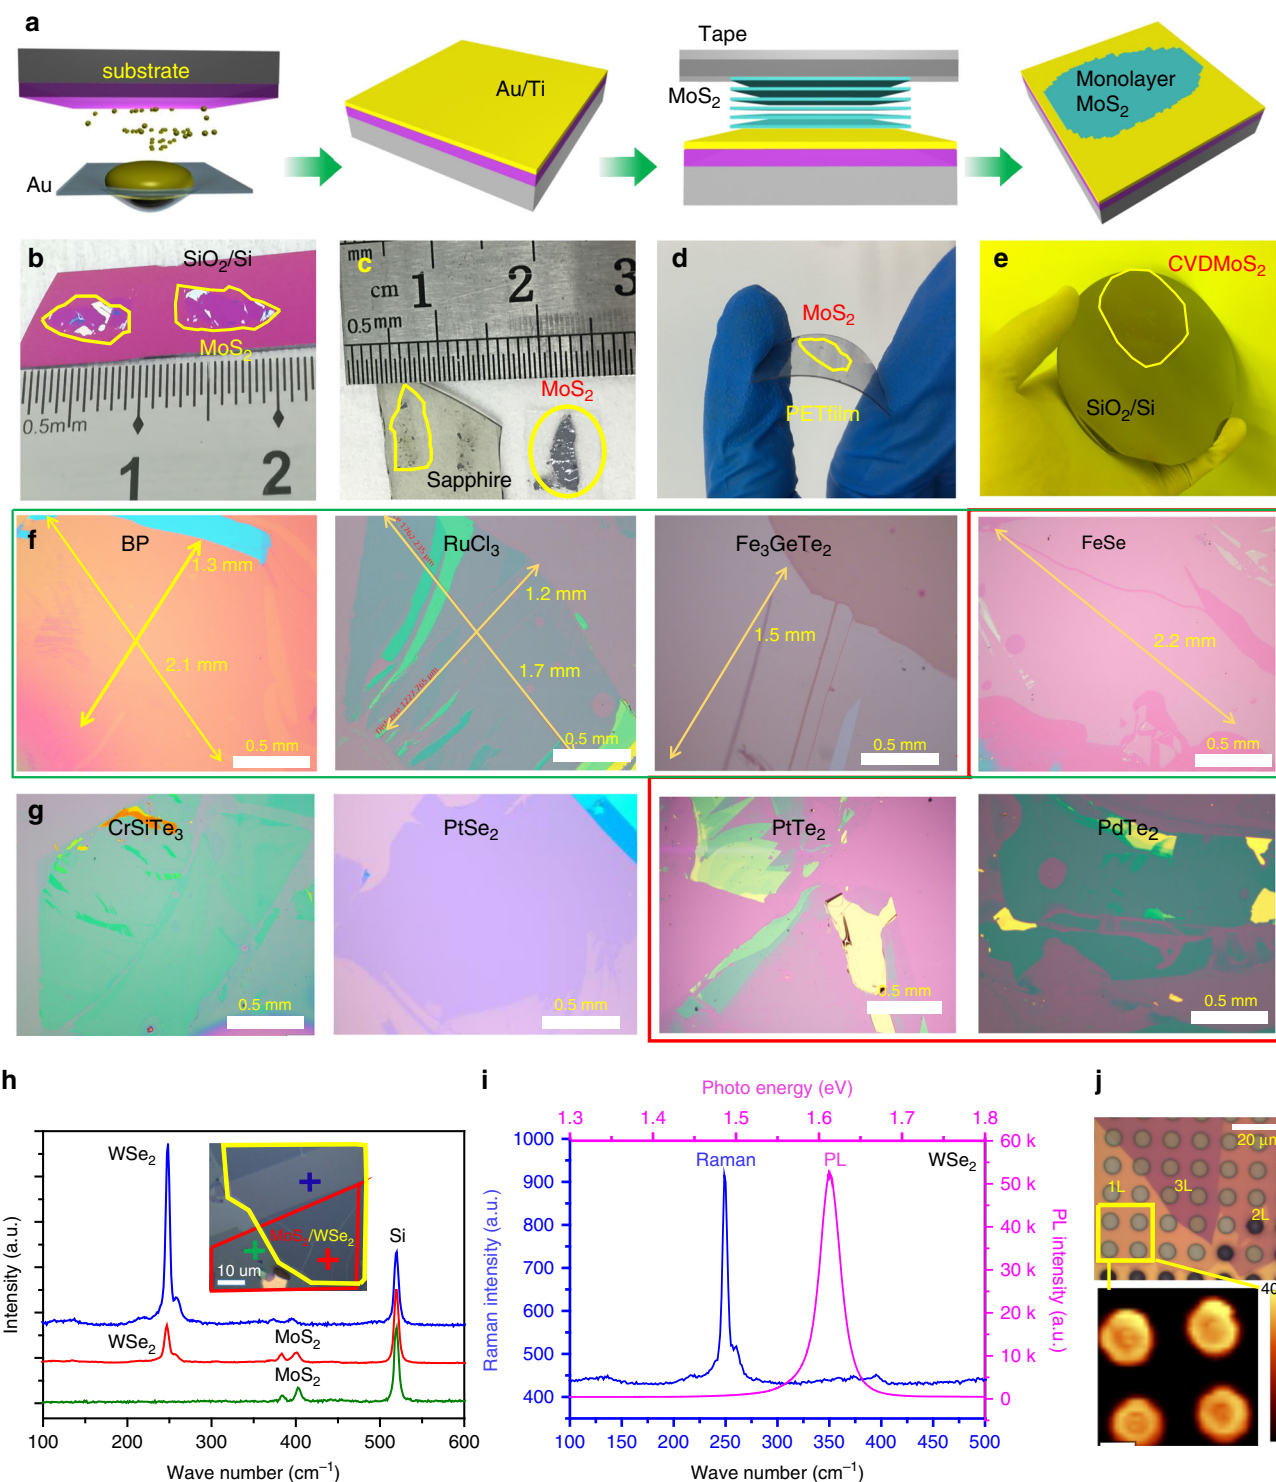 a
substrate
Au
Au/Ti
Tape
MoS2
Monolayer
MoS2
b
SiO2/Si
MoS2
0.5mm
1
2
c
mm
cm
1
2
3
0.5mm
MoS2
Sapphire
d
MoS2
PETfilm
e
CVDMoS2
SiO2/Si
f
BP
1.3 mm
2.1 mm
0.5 mm
RuCl3
1.2 mm
1.7 mm
0.5 mm
Fe3GeTe2
1.5 mm
0.5 mm
FeSe
2.2 mm
0.5 mm
g
CrSiTe3
0.5 mm
PtSe2
0.5 mm
PtTe2
0.5 mm
PdTe2
0.5 mm
h
Intensity (a.u.)
WSe2
WSe2
MoS2
MoS2
Si
MoS2/WSe2
10 um
100 200 300 400 500 600
Wave number (cm−1)
i
Photo energy (eV)
1.3 1.4 1.5 1.6 1.7 1.8
Raman intensity (a.u.)
1000
900
800
700
600
500
400
Raman
PL
WSe2
60 k
50 k
40 k
30 k
20 k
10 k
0
PL intensity (a.u.)
100 150 200 250 300 350 400 450 500
Wave number (cm−1)
j
20 µm
1L
3L
2L
40